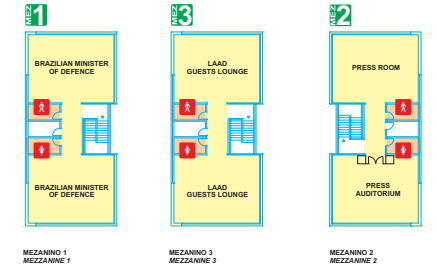 MEZ 1
BRAZILIAN MINISTER
OF DEFENCE
BRAZILIAN MINISTER
OF DEFENCE
MEZANINO 1
MEZZANINE 1
MEZ 3
LAAD
GUESTS LOUNGE
LAAD
GUESTS LOUNGE
MEZANINO 3
MEZZANINE 3
MEZ 2
PRESS ROOM
PRESS
AUDITORIUM
MEZANINO 2
MEZZANINE 2